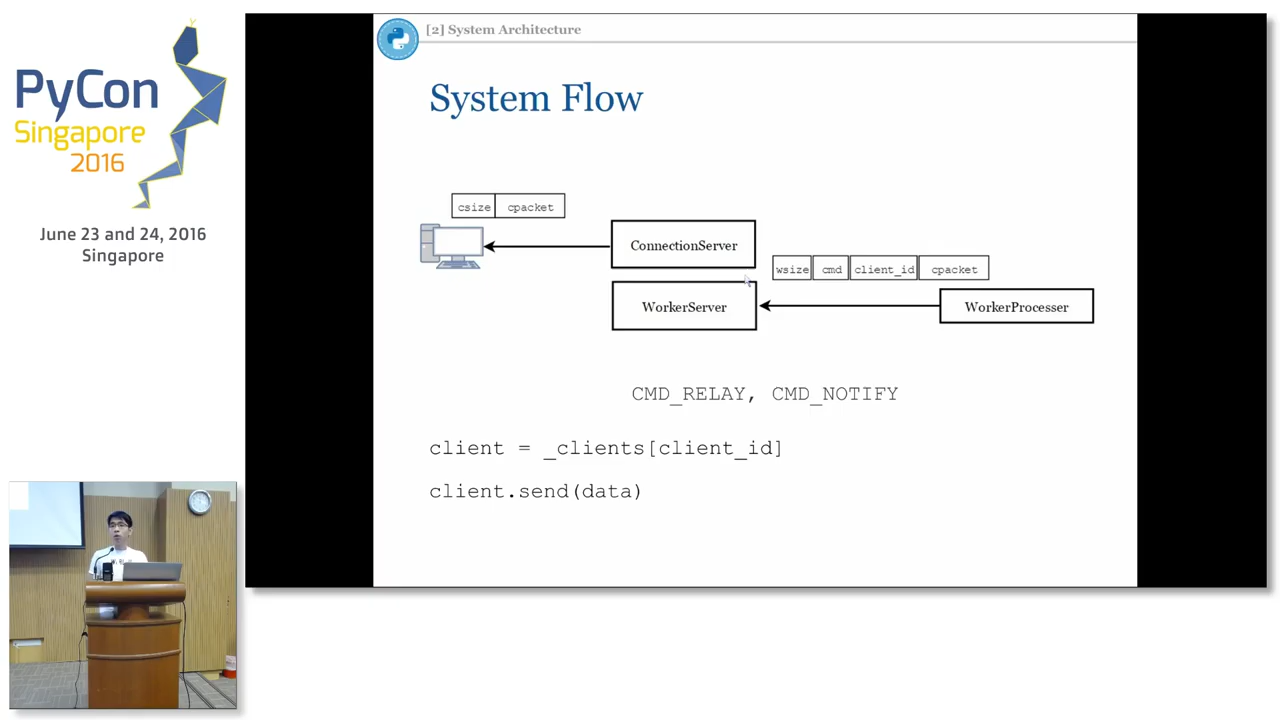 PyCon
Singapore
2016
June 23 and 24, 2016
Singapore
[2] System Architecture
System Flow
csize cpacket
ConnectionServer
wsize cmd client_id cpacket
WorkerServer
WorkerProcesser
CMD_RELAY, CMD_NOTIFY
client = _clients[client_id]
client.send(data)